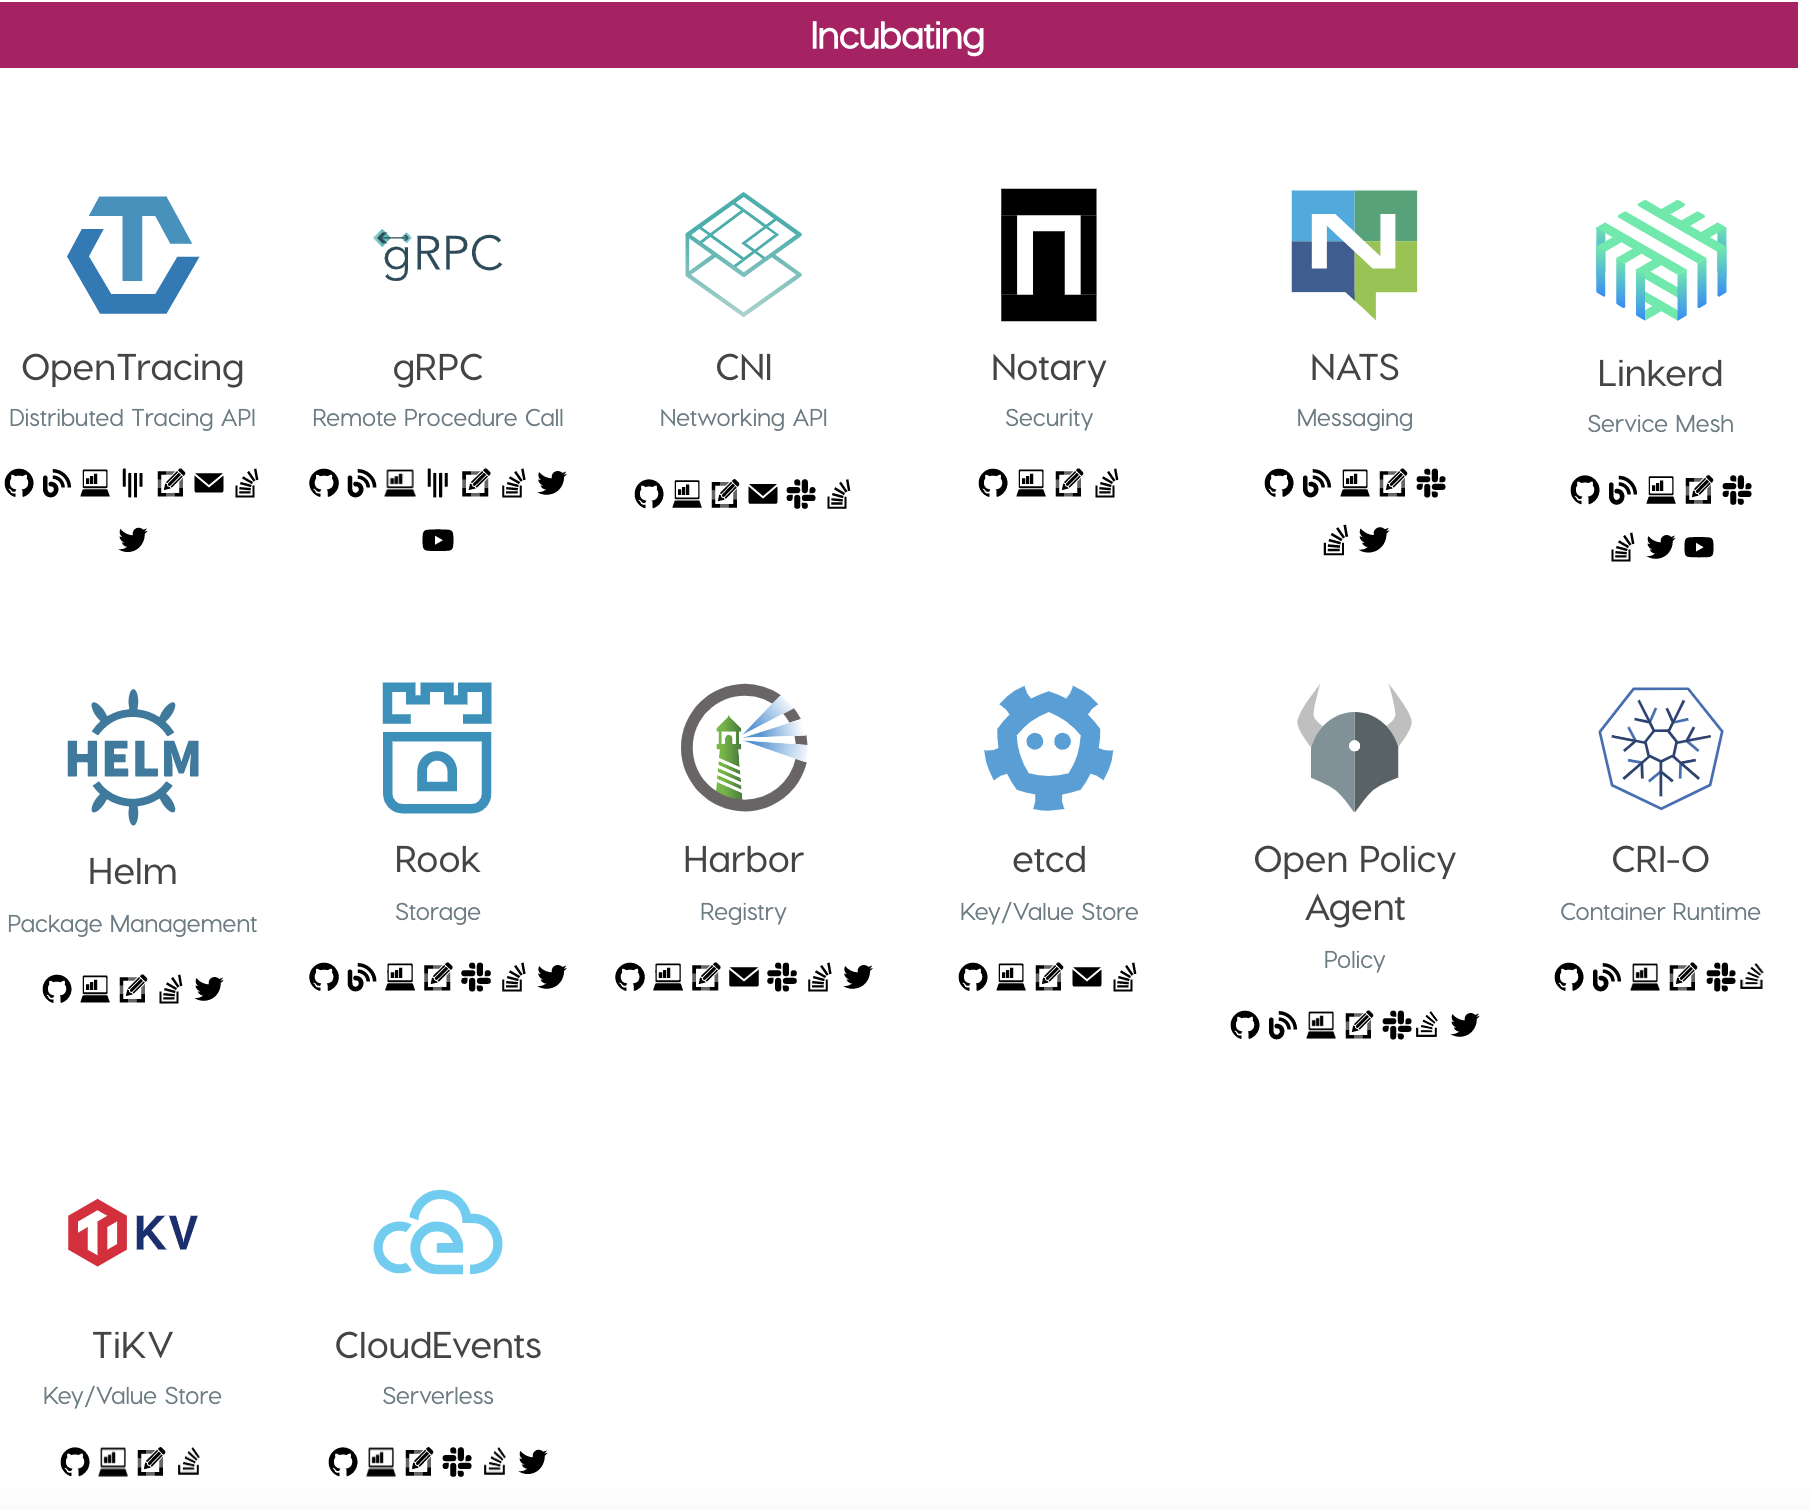 Incubating
gRPC
OpenTracing
Distributed Tracing API
gRPC
Remote Procedure Call
CNI
Networking API
Notary
Security
N
NATS
Messaging
Linkerd
Service Mesh
HELM
Helm
Package Management
Rook
Storage
Harbor
Registry
etcd
Key/Value Store
Open Policy
Agent
Policy
CRI-O
Container Runtime
TiKV
TiKV
Key/Value Store
CloudEvents
Serverless